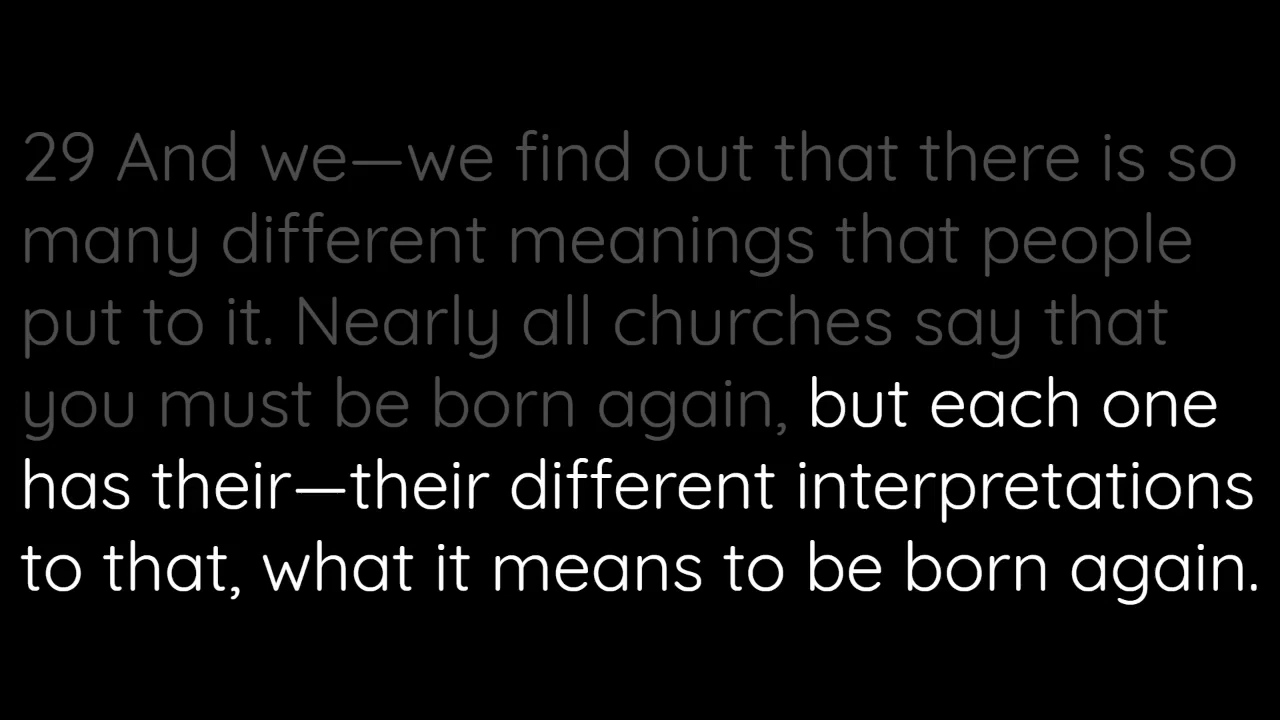 29 And we—we find out that there is so
many different meanings that people
put to it. Nearly all churches say that
you must be born again, but each one
has their—their different interpretations
to that, what it means to be born again.